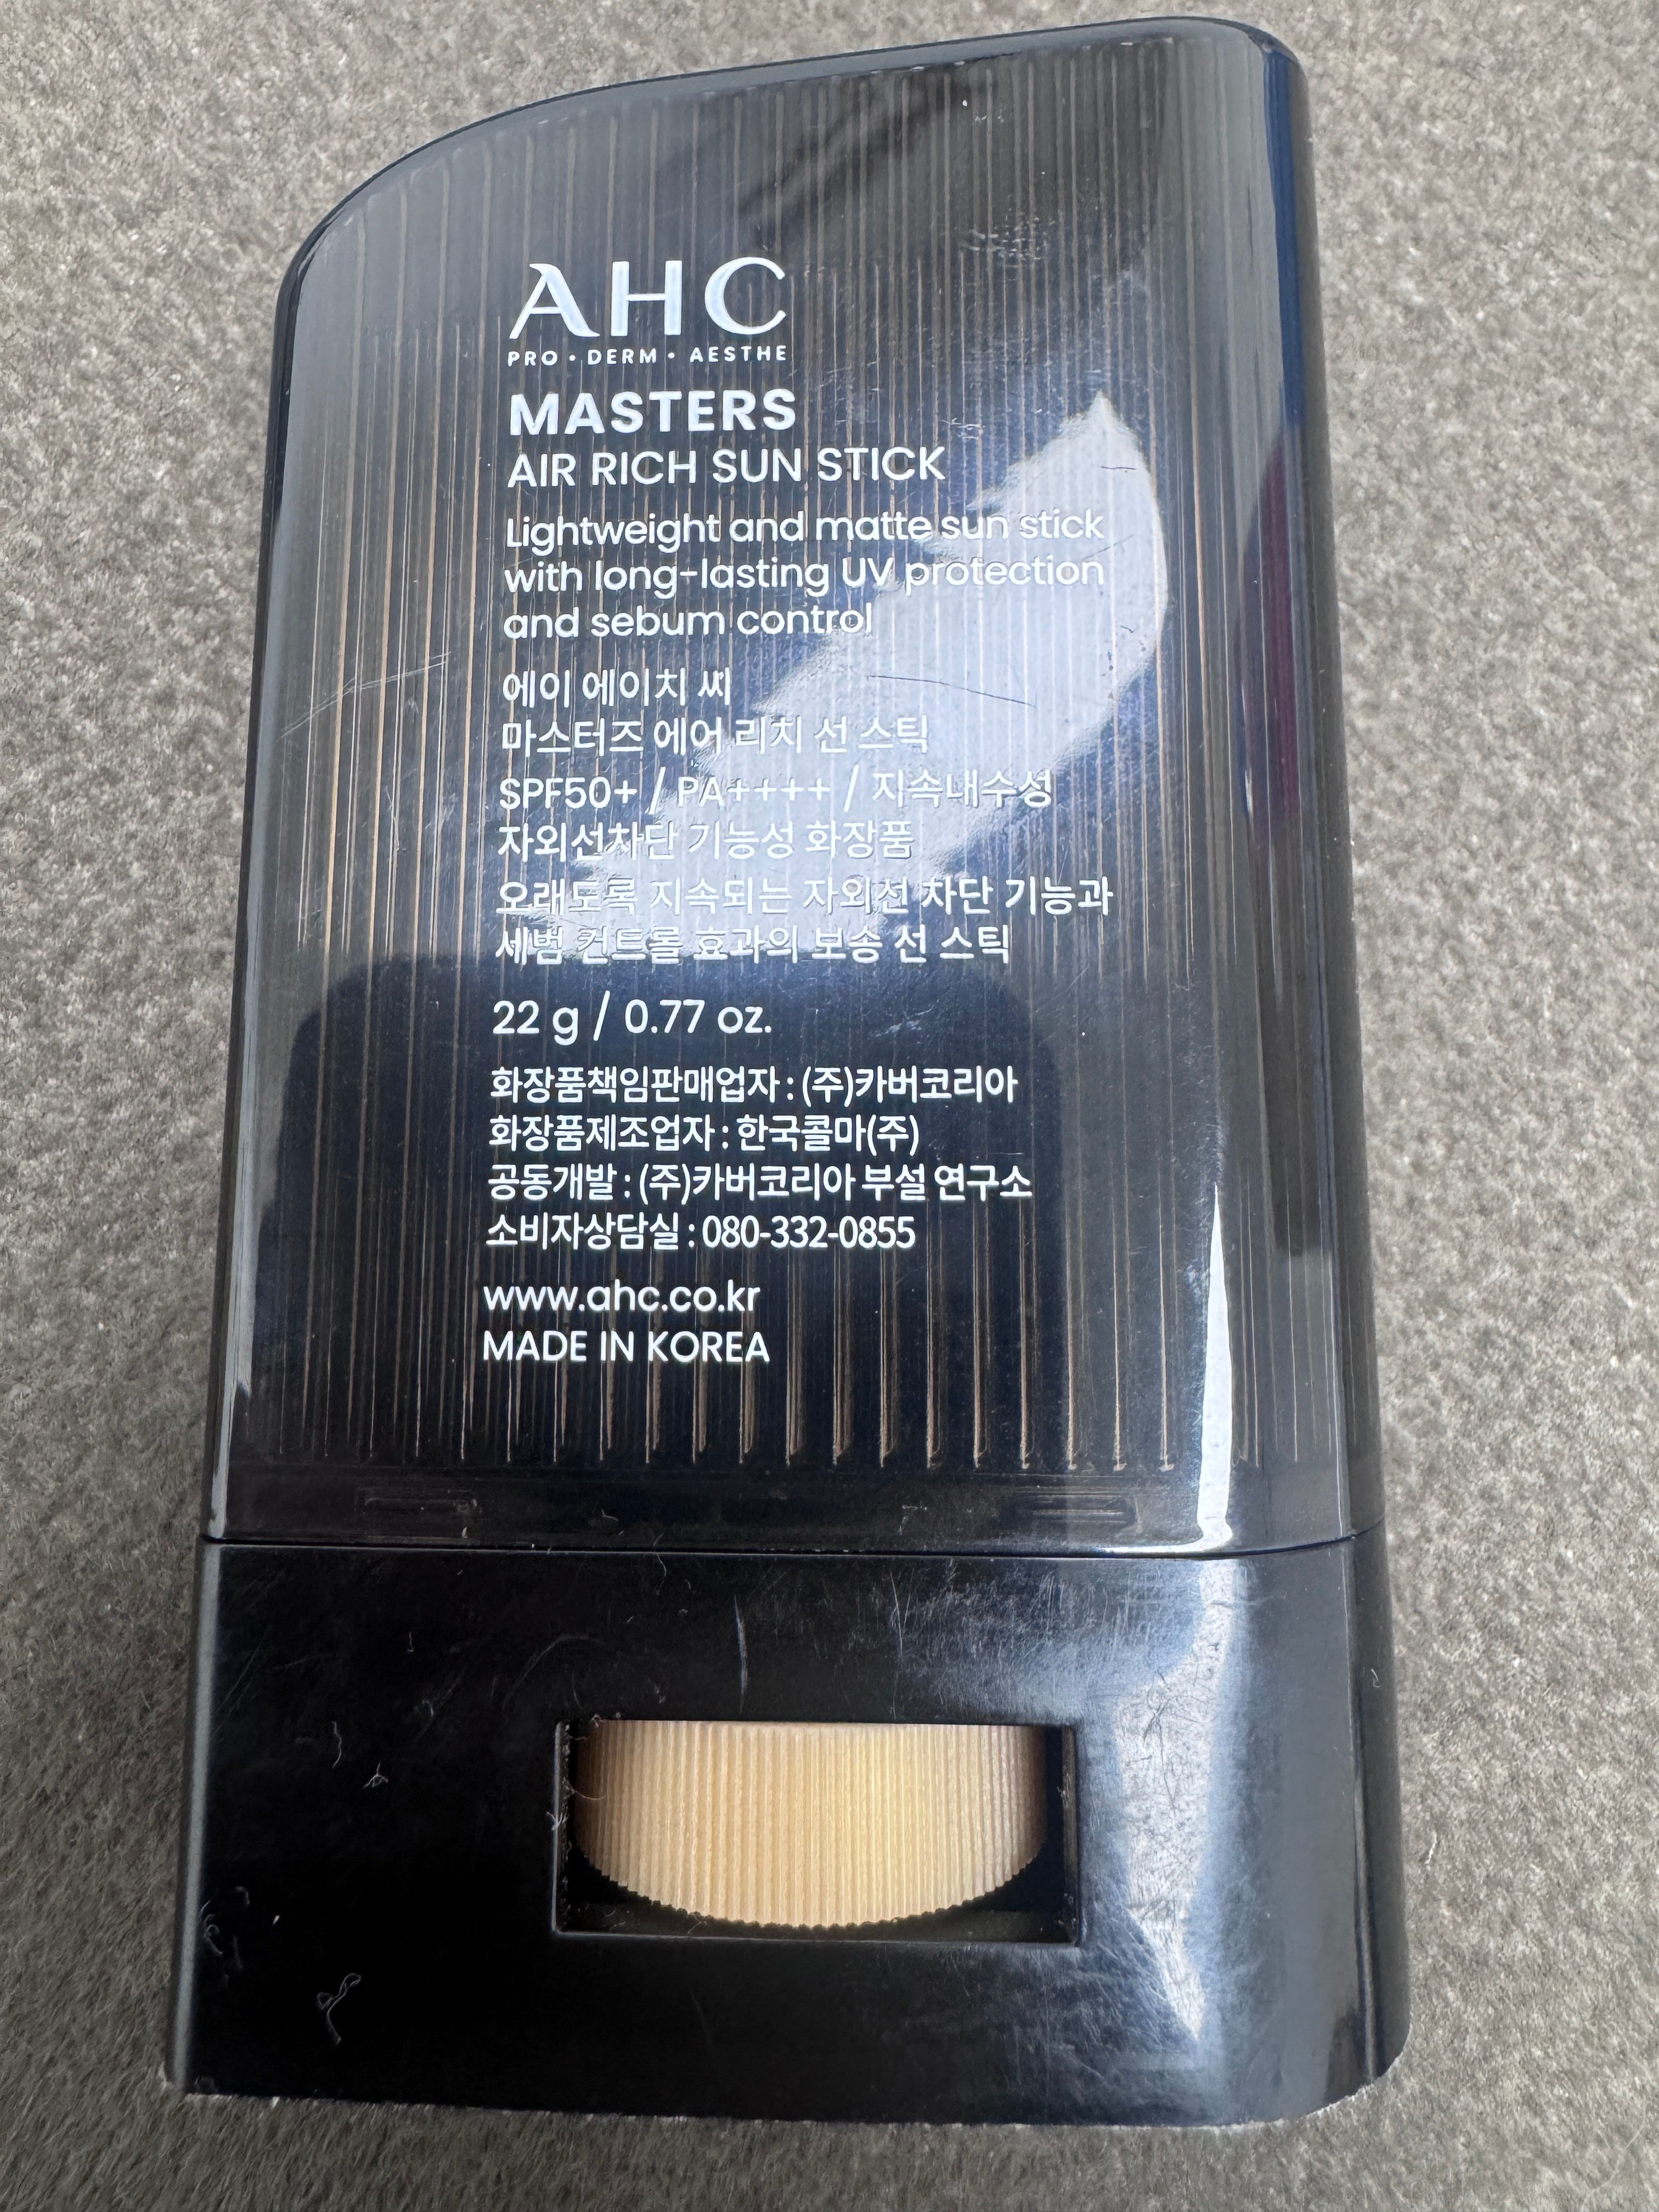 AHC
PRO · DERM · AESTHE
MASTERS
AIR RICH SUN STICK
Lightweight and matte sun stick
with long-lasting UV protection
and sebum control
에이 에이치 씨
마스터즈 에어 리치 선 스틱
SPF50+ / PA++++ / 지속내수성
자외선차단 기능성 화장품
오래도록 지속되는 자외선 차단 기능과
세범 컨트롤 효과의 보송 선 스틱
22 g / 0.77 oz.
화장품책임판매업자 : (주)카버코리아
화장품제조업자 : 한국콜마(주)
공동개발 : (주)카버코리아 부설 연구소
소비자상담실 : 080-332-0855
www.ahc.co.kr
MADE IN KOREA